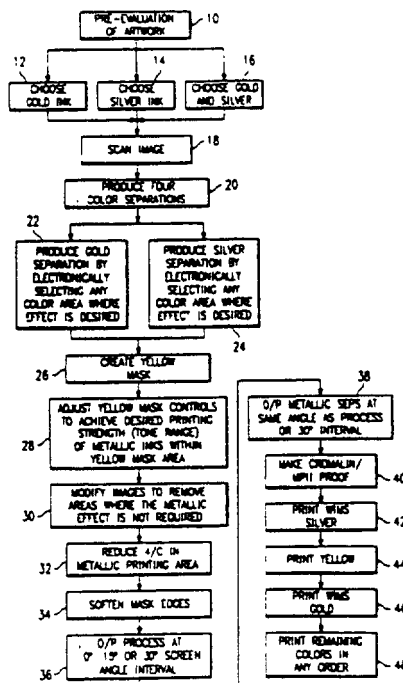 PRE-EVALUATION
OF ARTWORK
10
12
14
16
CHOOSE
GOLD INK
CHOOSE
SILVER INK
CHOOSE GOLD
AND SILVER
SCAN IMAGE
18
PRODUCE FOUR
COLOR SEPARATIONS
20
22
PRODUCE GOLD
SEPARATION BY
ELECTRONICALLY
SELECTING ANY
COLOR AREA WHERE
EFFECT IS DESIRED
PRODUCE SILVER
SEPARATION BY
ELECTRONICALLY
SELECTING ANY
COLOR AREA WHERE
EFFECT IS DESIRED
24
CREATE YELLOW
MASK
26
ADJUST YELLOW MASK CONTROLS
TO ACHIEVE DESIRED PRINTING
STRENGTH (TONE RANGE)
OF METALLIC INKS WITHIN
YELLOW MASK AREA
28
MODIFY IMAGES TO REMOVE
AREAS WHERE THE METALLIC
EFFECT IS NOT REQUIRED
30
REDUCE 4/C IN
METALLIC PRINTING AREA
32
SOFTEN MASK EDGES
34
O/P PROCESS AT
0° 15° OR 30° SCREEN
ANGLE INTERVAL
36
38
O/P METALLIC SEPS AT
SAME ANGLE AS PROCESS
OR 30° INTERVAL
MAKE CROMALIN/
PROOF
40
PRINT
SILVER
42
PRINT YELLOW
44
PRINT
GOLD
46
PRINT REMAINING
COLORS IN
ANY ORDER
48